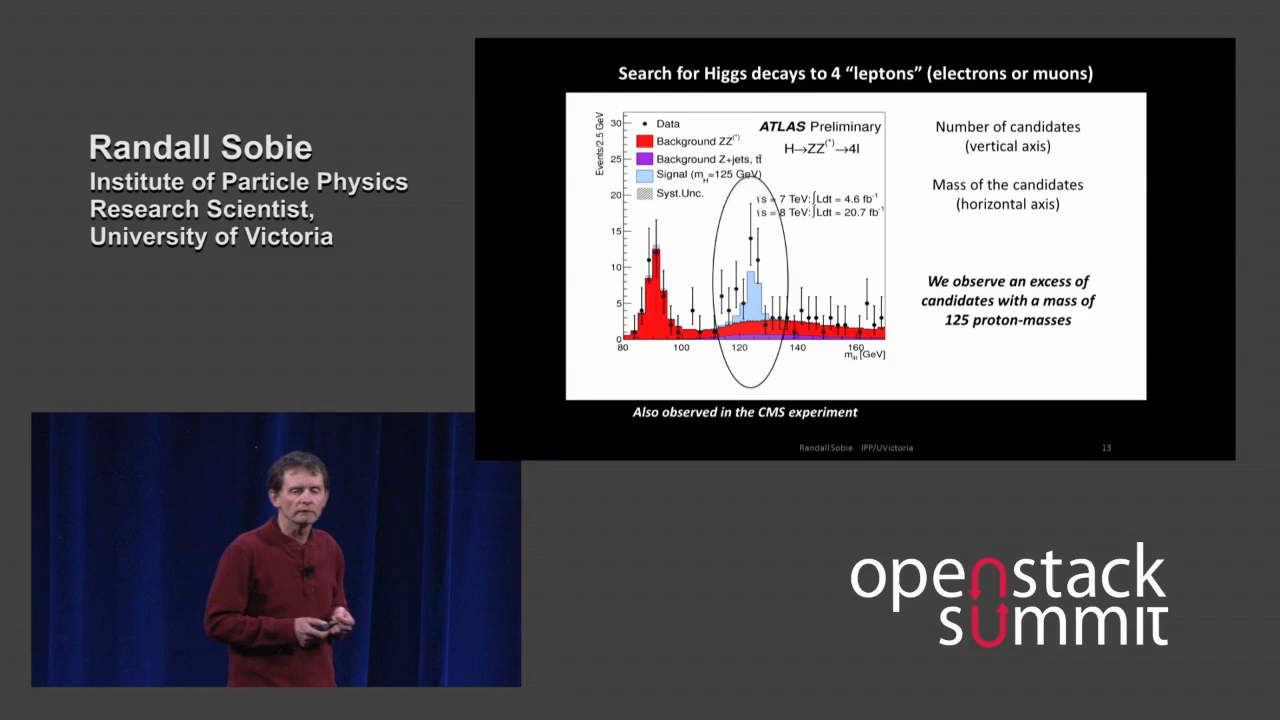 Randall Sobie
Institute of Particle Physics
Research Scientist,
University of Victoria
Search for Higgs decays to 4 “leptons” (electrons or muons)
Events/2.5 GeV
30
25
20
15
10
5
0
80
100
120
140
160
m4l [GeV]
Data
Background ZZ(*)
Background Z+jets, tt̄
Signal (mH=125 GeV)
Syst.Unc.
ATLAS Preliminary
H→ZZ(*)→4l
√s = 7 TeV: ∫Ldt = 4.6 fb-1
√s = 8 TeV: ∫Ldt = 20.7 fb-1
Number of candidates
(vertical axis)
Mass of the candidates
(horizontal axis)
We observe an excess of
candidates with a mass of
125 proton-masses
Also observed in the CMS experiment
Randall Sobie IPP/UVictoria
13
openstack
summit